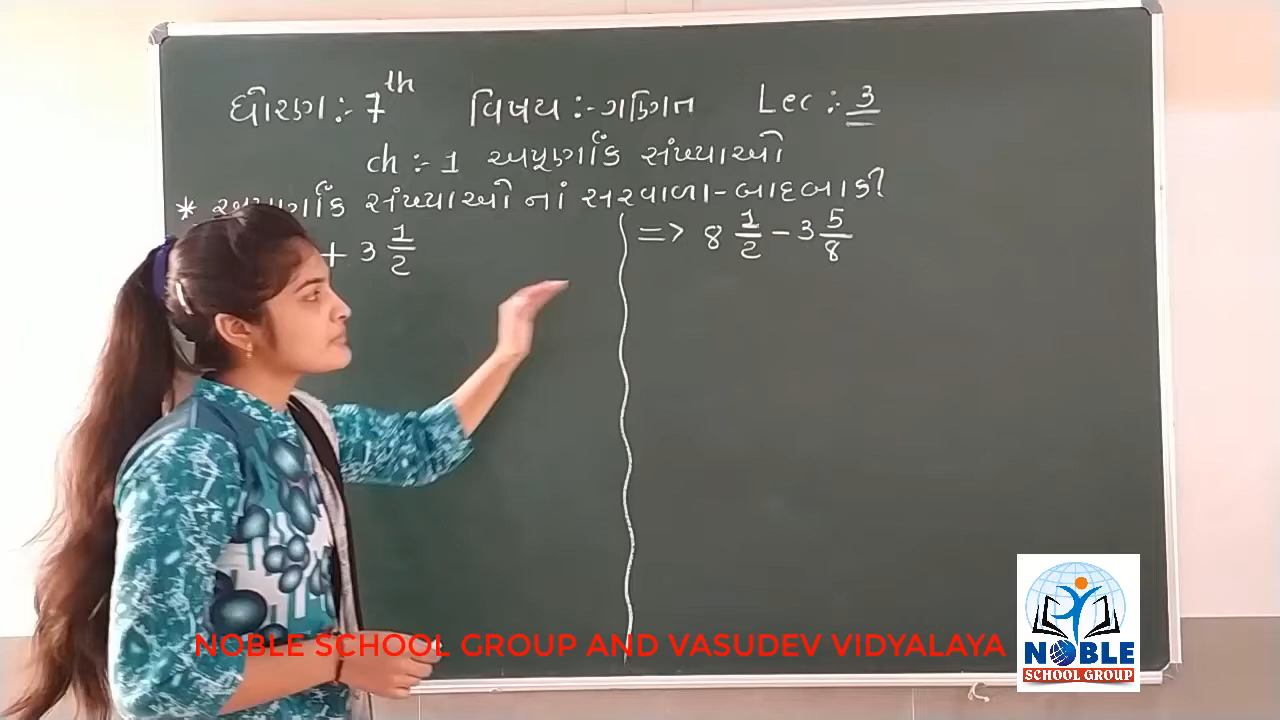 ધોરણ :- 7th વિષય :- ગણિત Lec :- 3
ch :- 1 અપૂર્ણાંક સંખ્યાઓ
* અપૂર્ણાંક સંખ્યાઓ નાં સરવાળા - બાદબાકી
+ 3 1/2
=> 8 1/2 - 3 5/8
NOBLE SCHOOL GROUP AND VASUDEV VIDYALAYA
NOBLE
SCHOOL GROUP